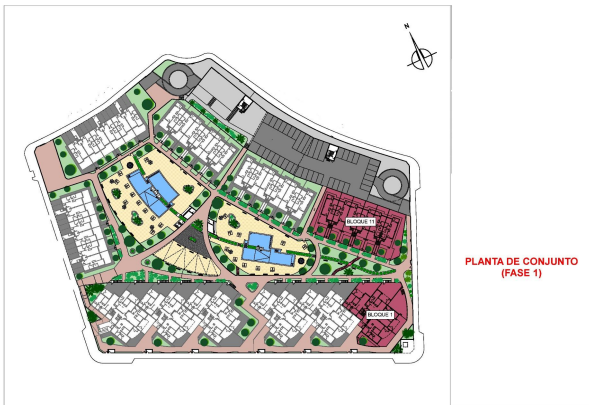 N
BLOQUE 11
PLANTA DE CONJUNTO
(FASE 1)
BLOQUE 1